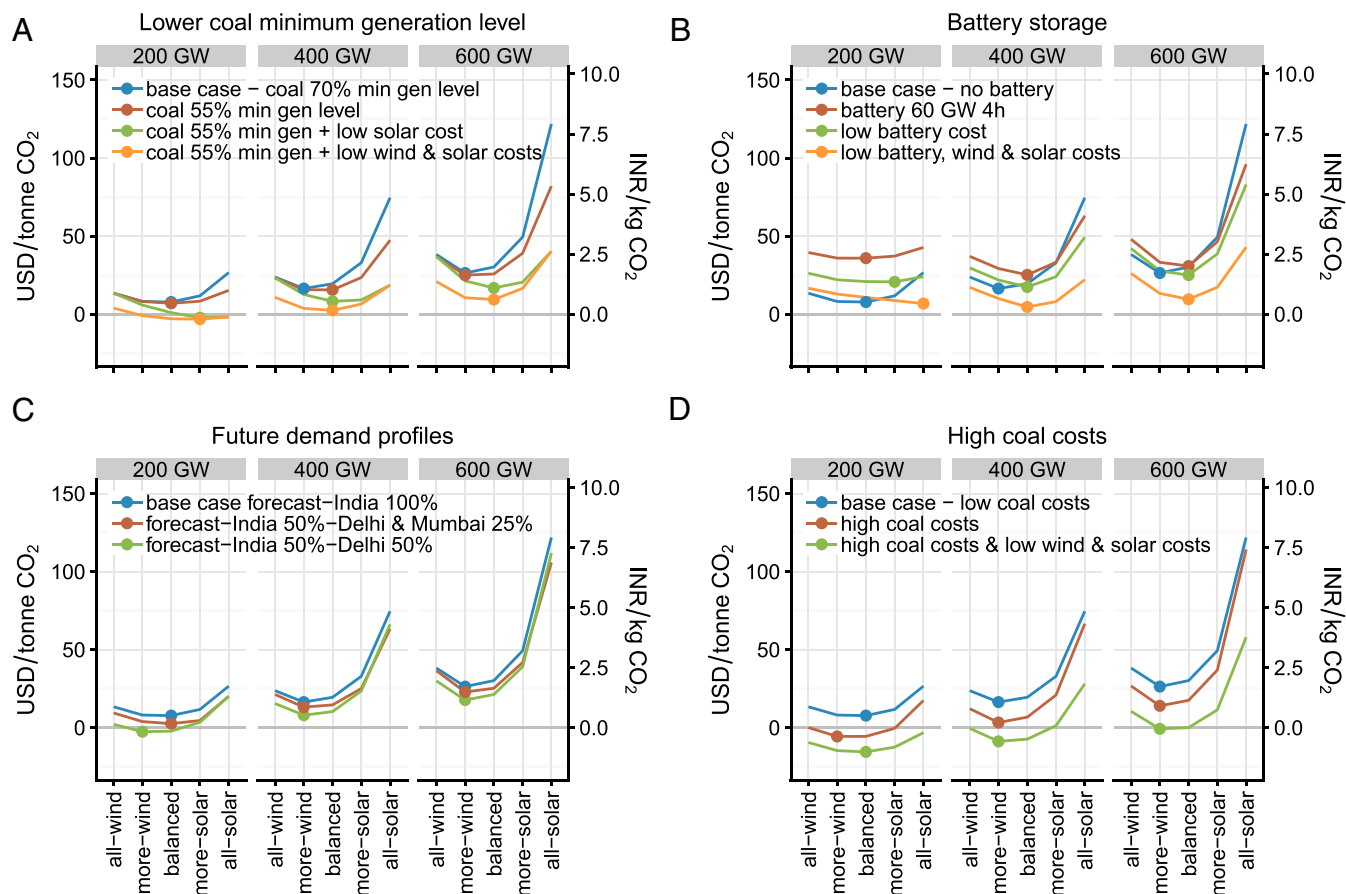 A
Lower coal minimum generation level
200 GW 400 GW 600 GW
base case − coal 70% min gen level
coal 55% min gen level
coal 55% min gen + low solar cost
coal 55% min gen + low wind & solar costs
150
100
50
0
USD/tonne CO₂
10.0
7.5
5.0
2.5
0.0
INR/kg CO₂
B
Battery storage
200 GW 400 GW 600 GW
base case − no battery
battery 60 GW 4h
low battery cost
low battery, wind & solar costs
150
100
50
0
USD/tonne CO₂
10.0
7.5
5.0
2.5
0.0
INR/kg CO₂
C
Future demand profiles
200 GW 400 GW 600 GW
base case forecast−India 100%
forecast−India 50%−Delhi & Mumbai 25%
forecast−India 50%−Delhi 50%
150
100
50
0
USD/tonne CO₂
10.0
7.5
5.0
2.5
0.0
INR/kg CO₂
all−wind
more−wind
balanced
more−solar
all−solar
all−wind
more−wind
balanced
more−solar
all−solar
all−wind
more−wind
balanced
more−solar
all−solar
D
High coal costs
200 GW 400 GW 600 GW
base case − low coal costs
high coal costs
high coal costs & low wind & solar costs
150
100
50
0
USD/tonne CO₂
10.0
7.5
5.0
2.5
0.0
INR/kg CO₂
all−wind
more−wind
balanced
more−solar
all−solar
all−wind
more−wind
balanced
more−solar
all−solar
all−wind
more−wind
balanced
more−solar
all−solar